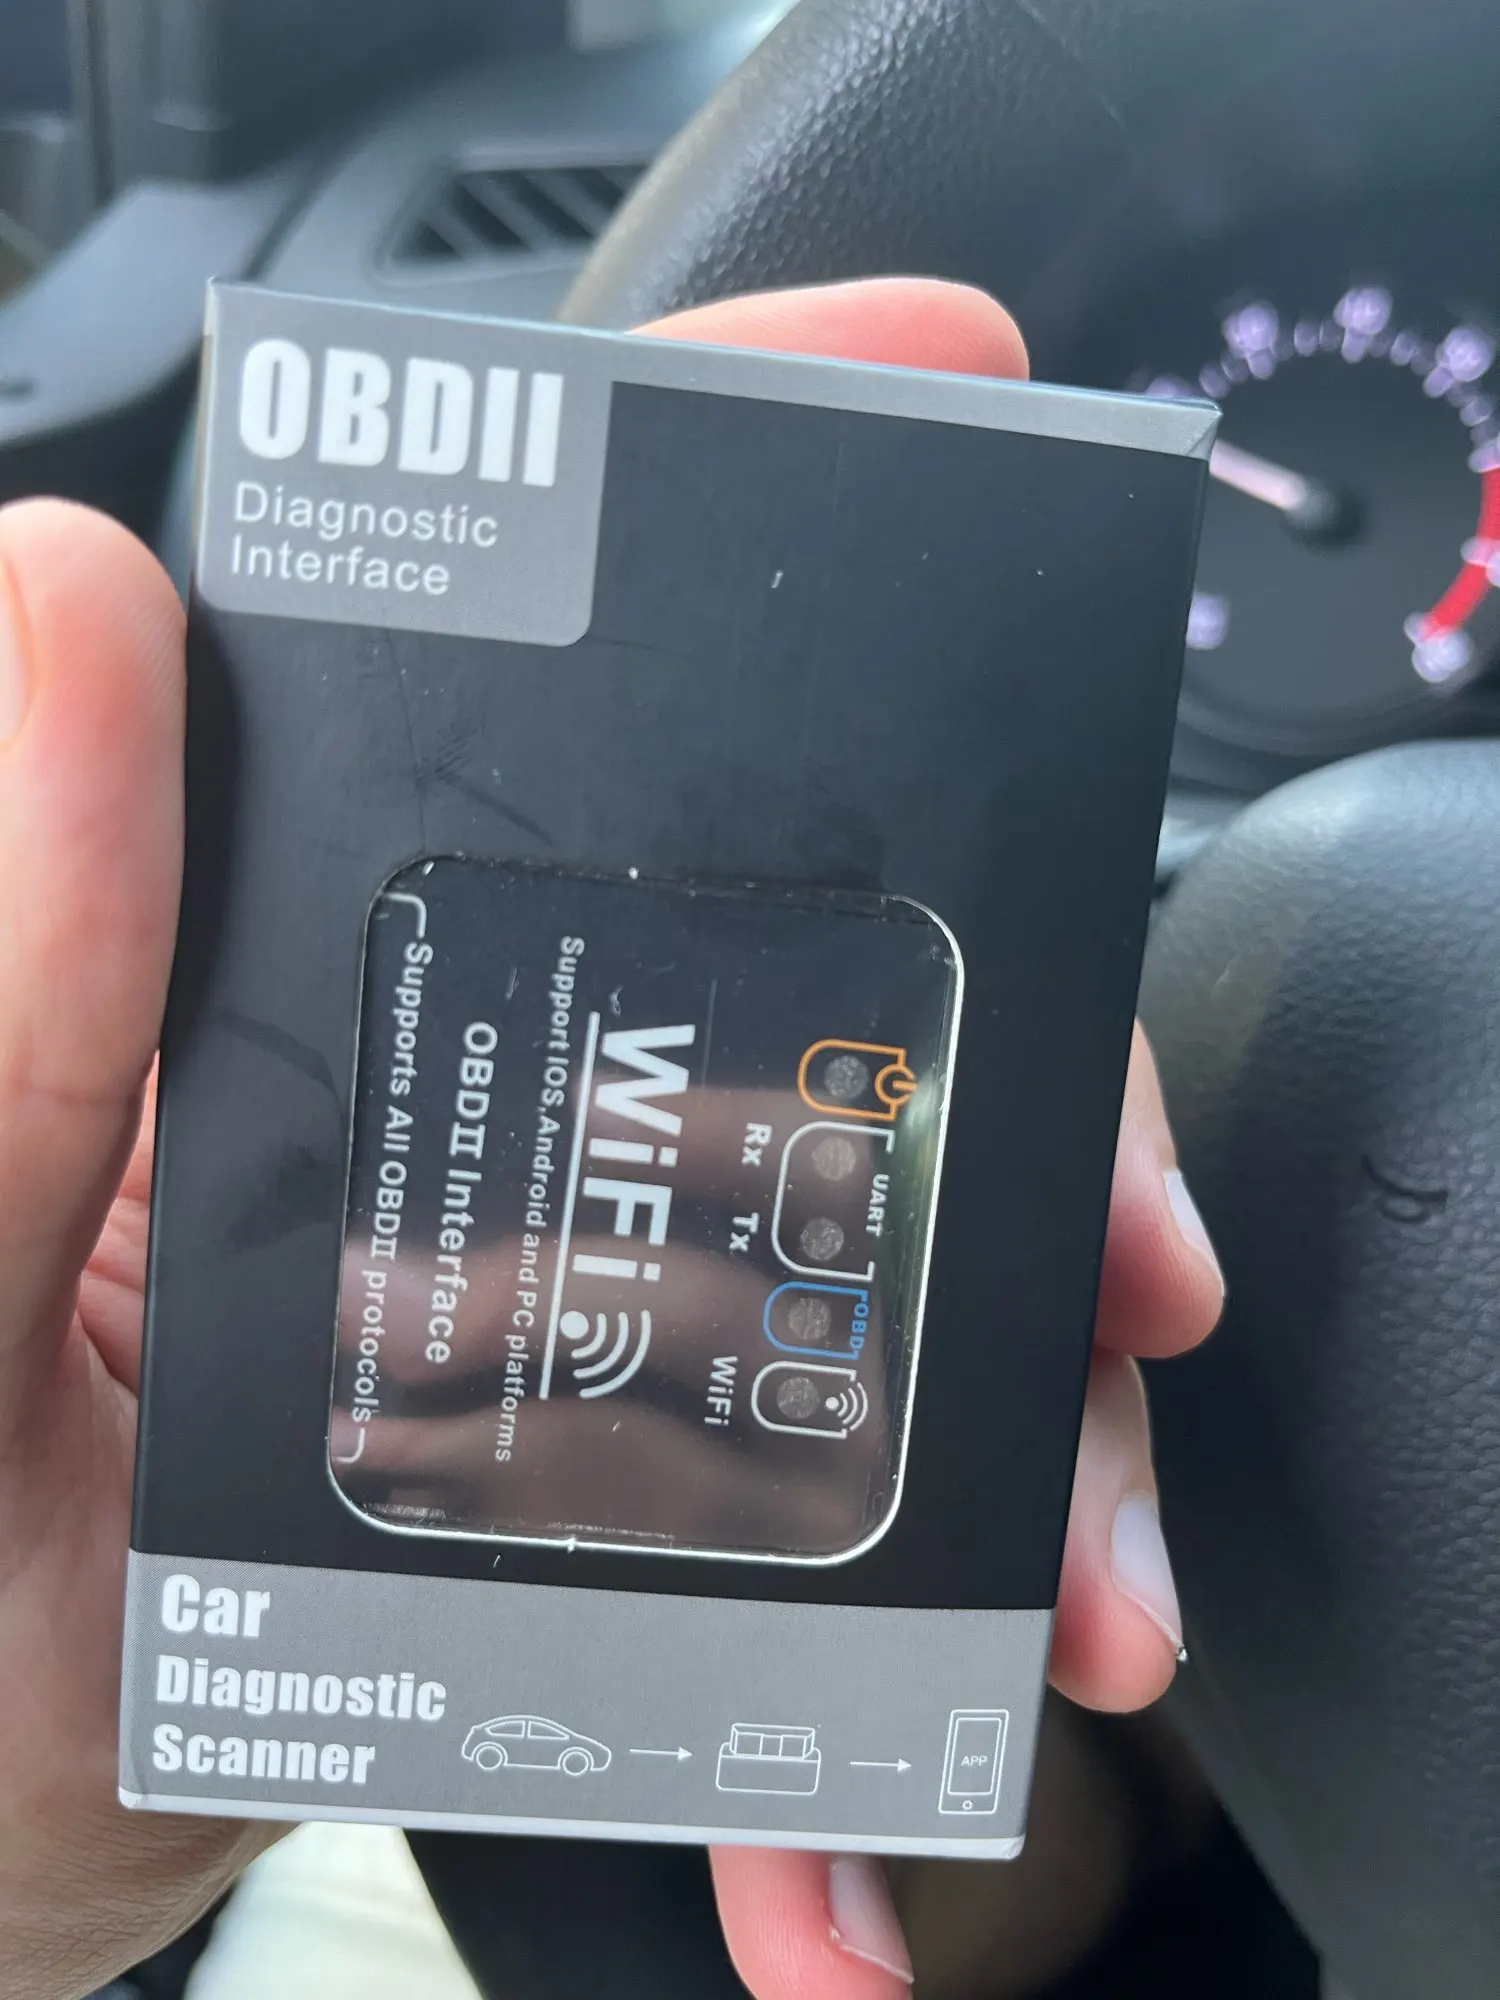 OBDII
Diagnostic
Interface
UART
Rx Tx
OBD
WiFi
WiFi
Support IOS,Android and PC platforms
OBDII Interface
Supports All OBDII protocols
Car
Diagnostic
Scanner
APP